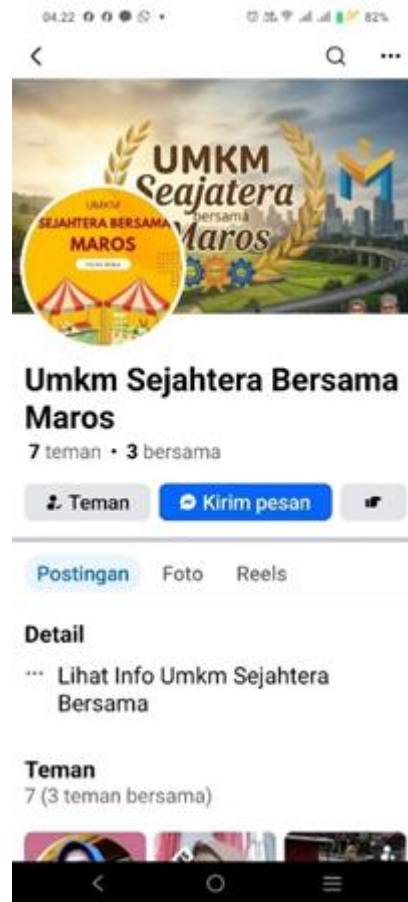 04.22
82%
UMKM
Seajatera
bersama
Maros
UMKM
SEJAHTERA BERSAMA
MAROS
Umkm Sejahtera Bersama
Maros
7 teman • 3 bersama
Teman
Kirim pesan
Postingan Foto Reels
Detail
Lihat Info Umkm Sejahtera
Bersama
Teman
7 (3 teman bersama)